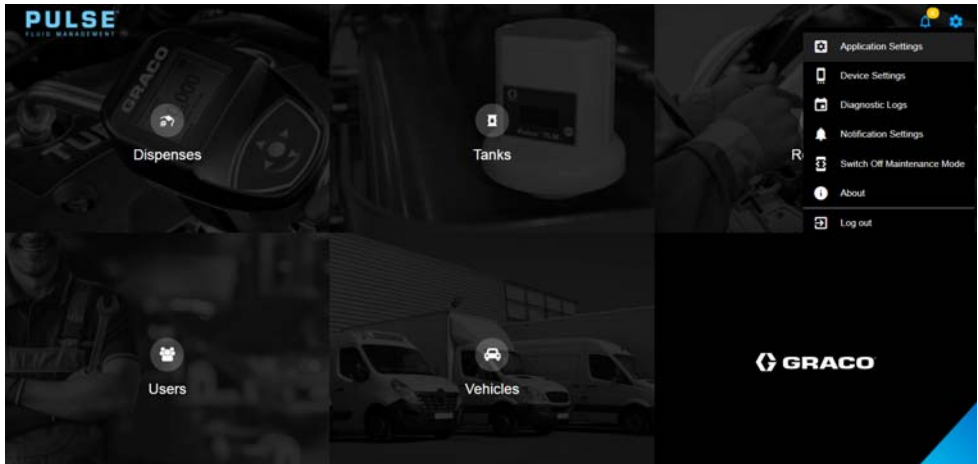 PULSE
FLUID MANAGEMENT
GRACO
Dispenses
Tanks
R
Application Settings
Device Settings
Diagnostic Logs
Notification Settings
Switch Off Maintenance Mode
About
Log out
Users
Vehicles
GRACO